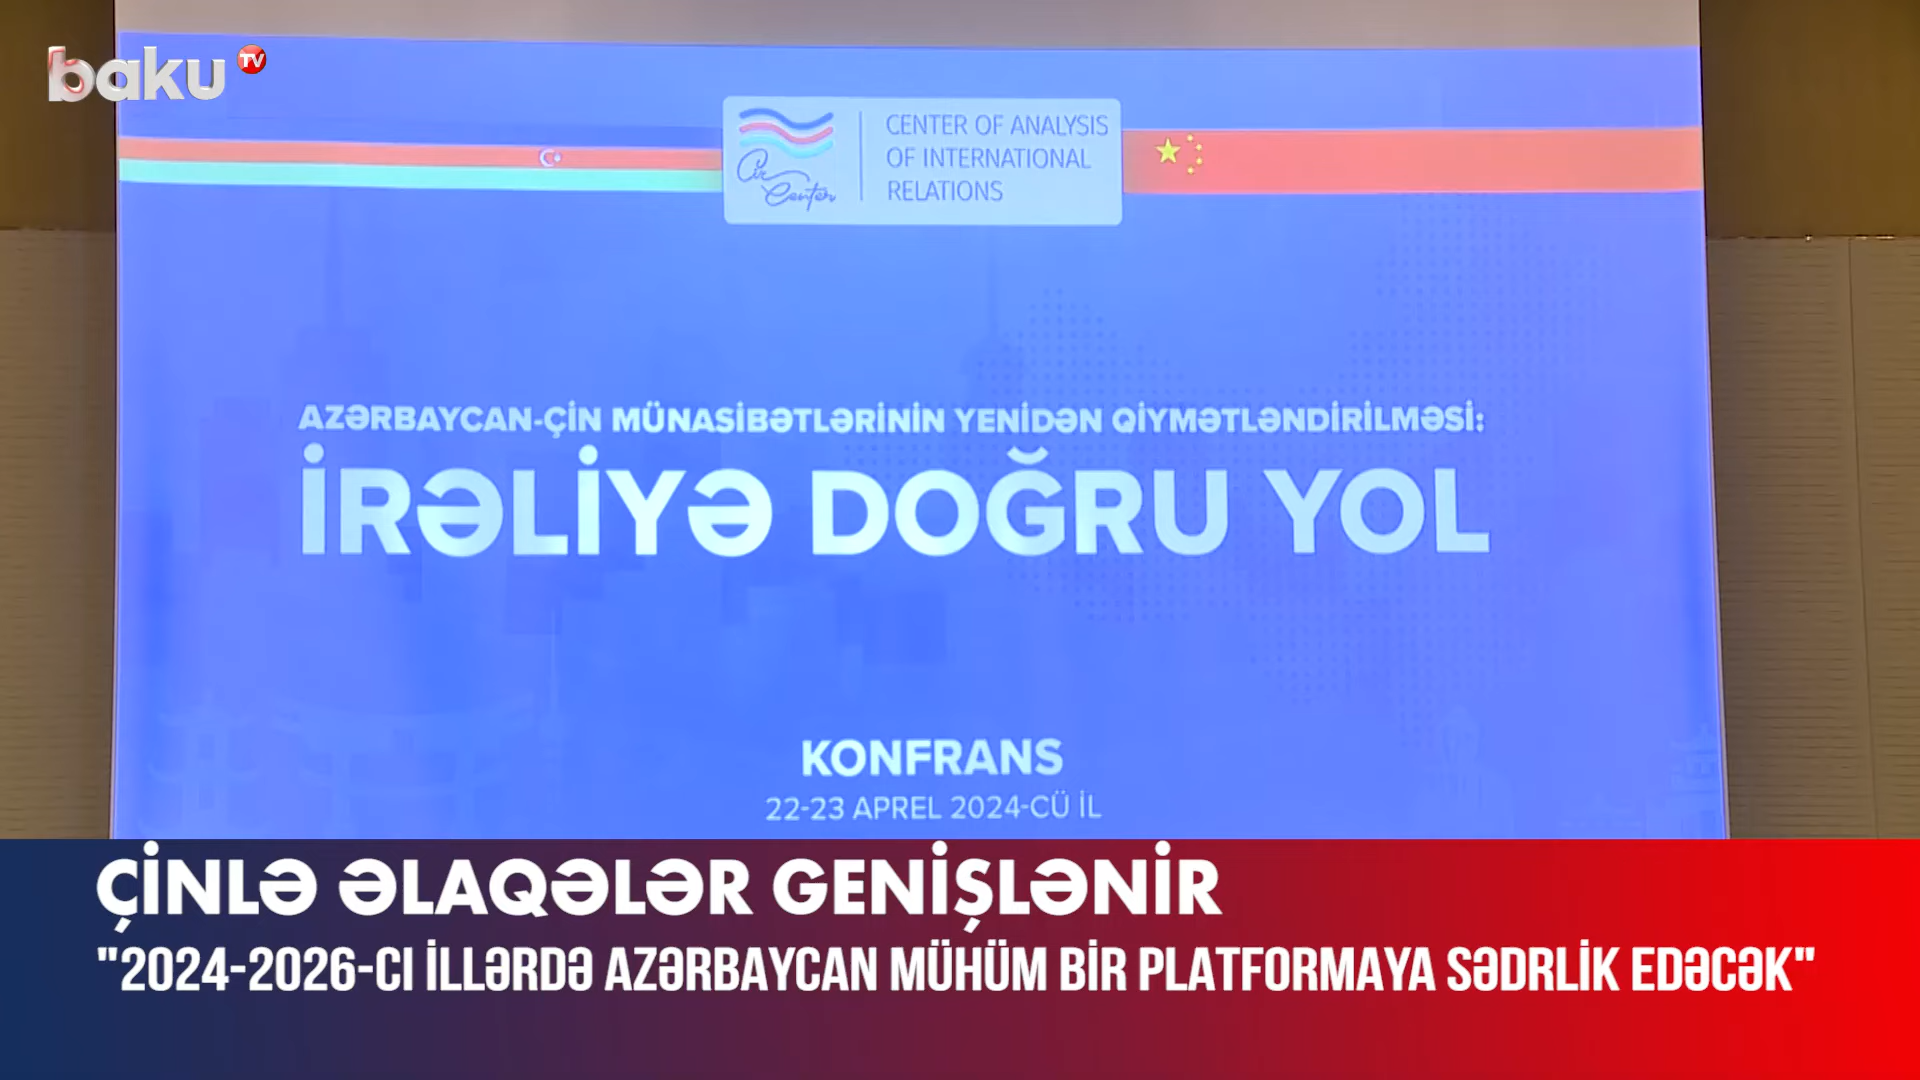 baku TV
Air Center
CENTER OF ANALYSIS
OF INTERNATIONAL
RELATIONS
AZƏRBAYCAN-ÇİN MÜNASİBƏTLƏRİNİN YENİDƏN QİYMƏTLƏNDİRİLMƏSİ:
İRƏLİYƏ DOĞRU YOL
KONFRANS
22-23 APREL 2024-CÜ İL
ÇİNLƏ ƏLAQƏLƏR GENİŞLƏNİR
"2024-2026-CI İLLƏRDƏ AZƏRBAYCAN MÜHÜM BİR PLATFORMAYA SƏDRLİK EDƏCƏK"